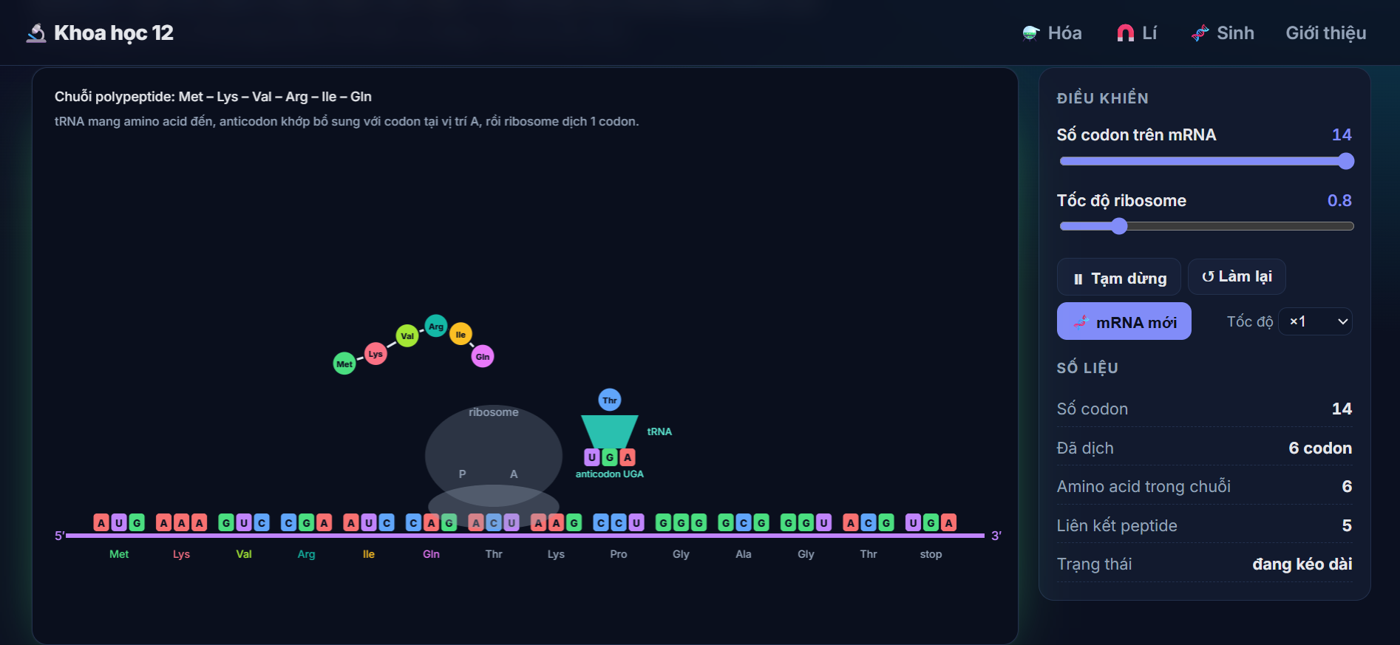 Khoa học 12
Hóa
Lí
Sinh
Giới thiệu
Chuỗi polypeptide: Met – Lys – Val – Arg – Ile – Gln
tRNA mang amino acid đến, anticodon khớp bổ sung với codon tại vị trí A, rồi ribosome dịch 1 codon.
Met
Lys
Val
Arg
Ile
Gln
Thr
tRNA
U G A
anticodon UGA
ribosome
P A
5' A U G A A A G U C C G A A U C C A G A C U A A G C C U G G G G C G G G U A C G U G A 3'
Met Lys Val Arg Ile Gln Thr Lys Pro Gly Ala Gly Thr stop
ĐIỀU KHIỂN
Số codon trên mRNA 14
Tốc độ ribosome 0.8
⏸ Tạm dừng
↺ Làm lại
mRNA mới
Tốc độ ×1
SỐ LIỆU
Số codon 14
Đã dịch 6 codon
Amino acid trong chuỗi 6
Liên kết peptide 5
Trạng thái đang kéo dài